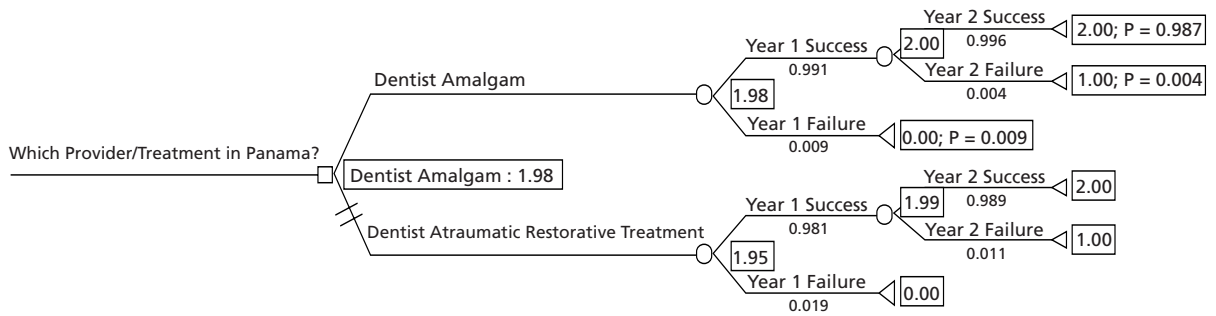 Which Provider/Treatment in Panama?
Dentist Amalgam : 1.98
Dentist Amalgam
1.98
Year 1 Success
0.991
2.00
Year 2 Success
0.996
2.00; P = 0.987
Year 2 Failure
0.004
1.00; P = 0.004
Year 1 Failure
0.009
0.00; P = 0.009
Dentist Atraumatic Restorative Treatment
1.95
Year 1 Success
0.981
1.99
Year 2 Success
0.989
2.00
Year 2 Failure
0.011
1.00
Year 1 Failure
0.019
0.00